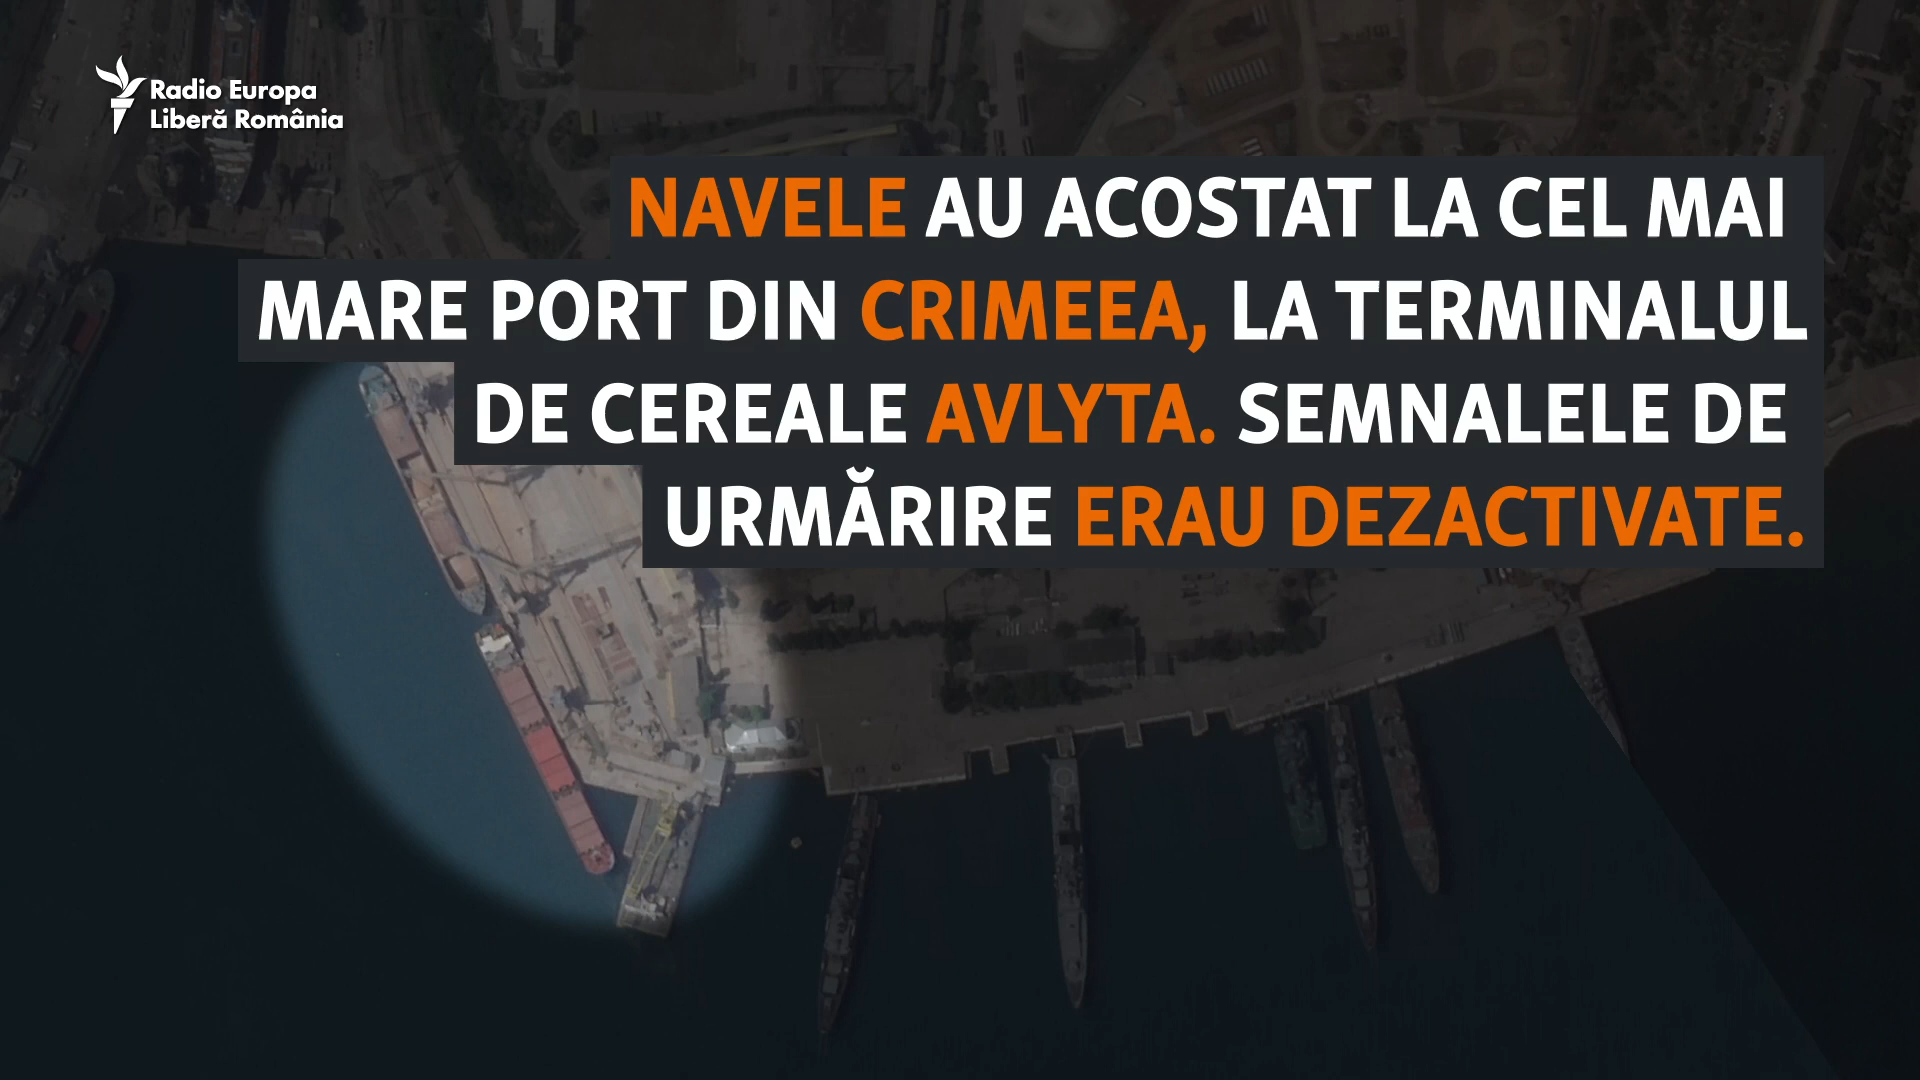 Radio Europa
Liberă România
NAVELE AU ACOSTAT LA CEL MAI
MARE PORT DIN CRIMEEA, LA TERMINALUL
DE CEREALE AVLYTA. SEMNALELE DE
URMĂRIRE ERAU DEZACTIVATE.